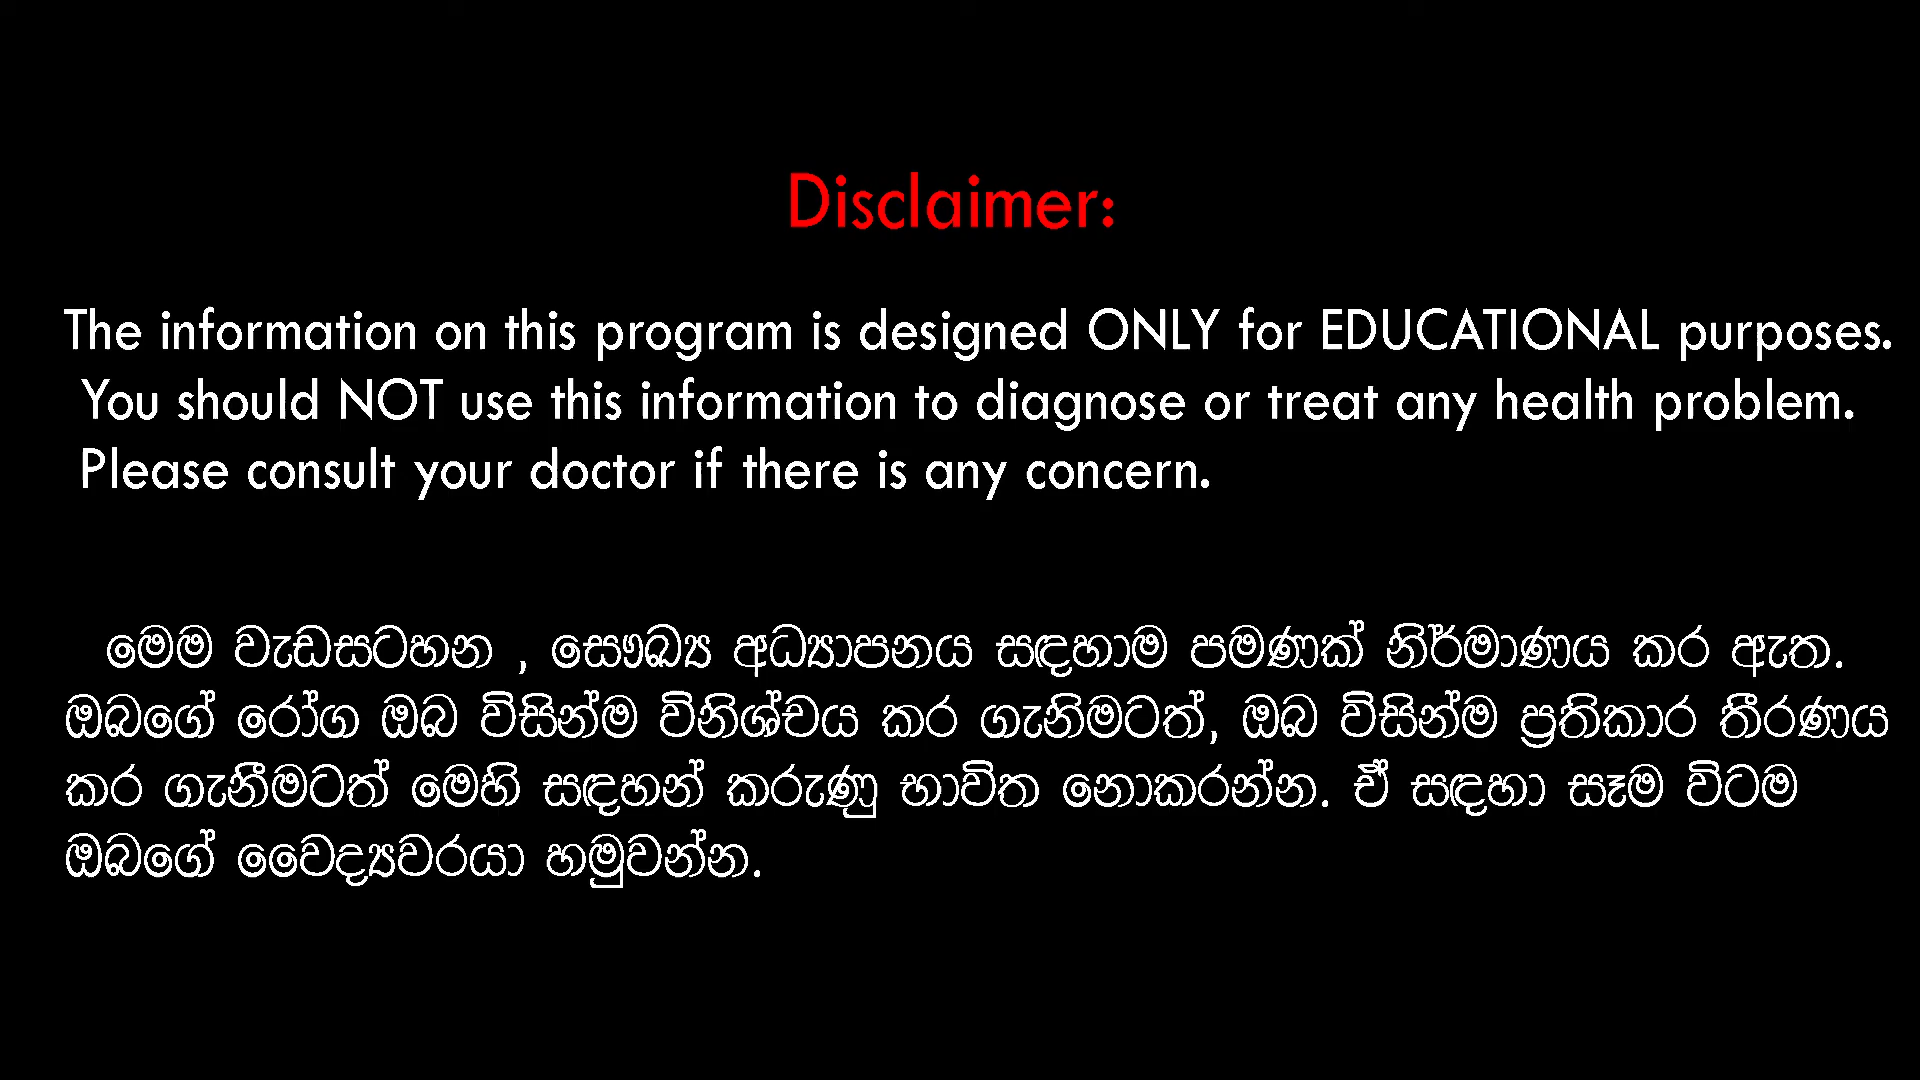 Disclaimer:
The information on this program is designed ONLY for EDUCATIONAL purposes.
You should NOT use this information to diagnose or treat any health problem.
Please consult your doctor if there is any concern.
මෙම වැඩසටහන , සෞඛ්‍ය අධ්‍යාපනය සඳහාම පමණක් නිර්මාණය කර ඇත.
ඔබගේ රෝග ඔබ විසින්ම විනිශ්චය කර ගැනිමටත්, ඔබ විසින්ම ප්‍රතිකාර තීරණය
කර ගැනීමටත් මෙහි සඳහන් කරුණු භාවිත නොකරන්න. ඒ සඳහා සෑම විටම
ඔබගේ වෛද්‍යවරයා හමුවන්න.